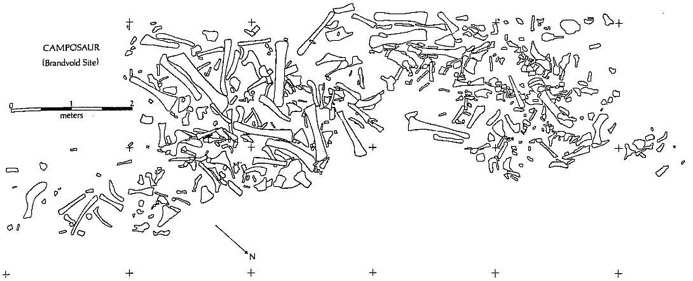 CAMPOSAUR
(Brandvold Site)
0 1 2
meters
N